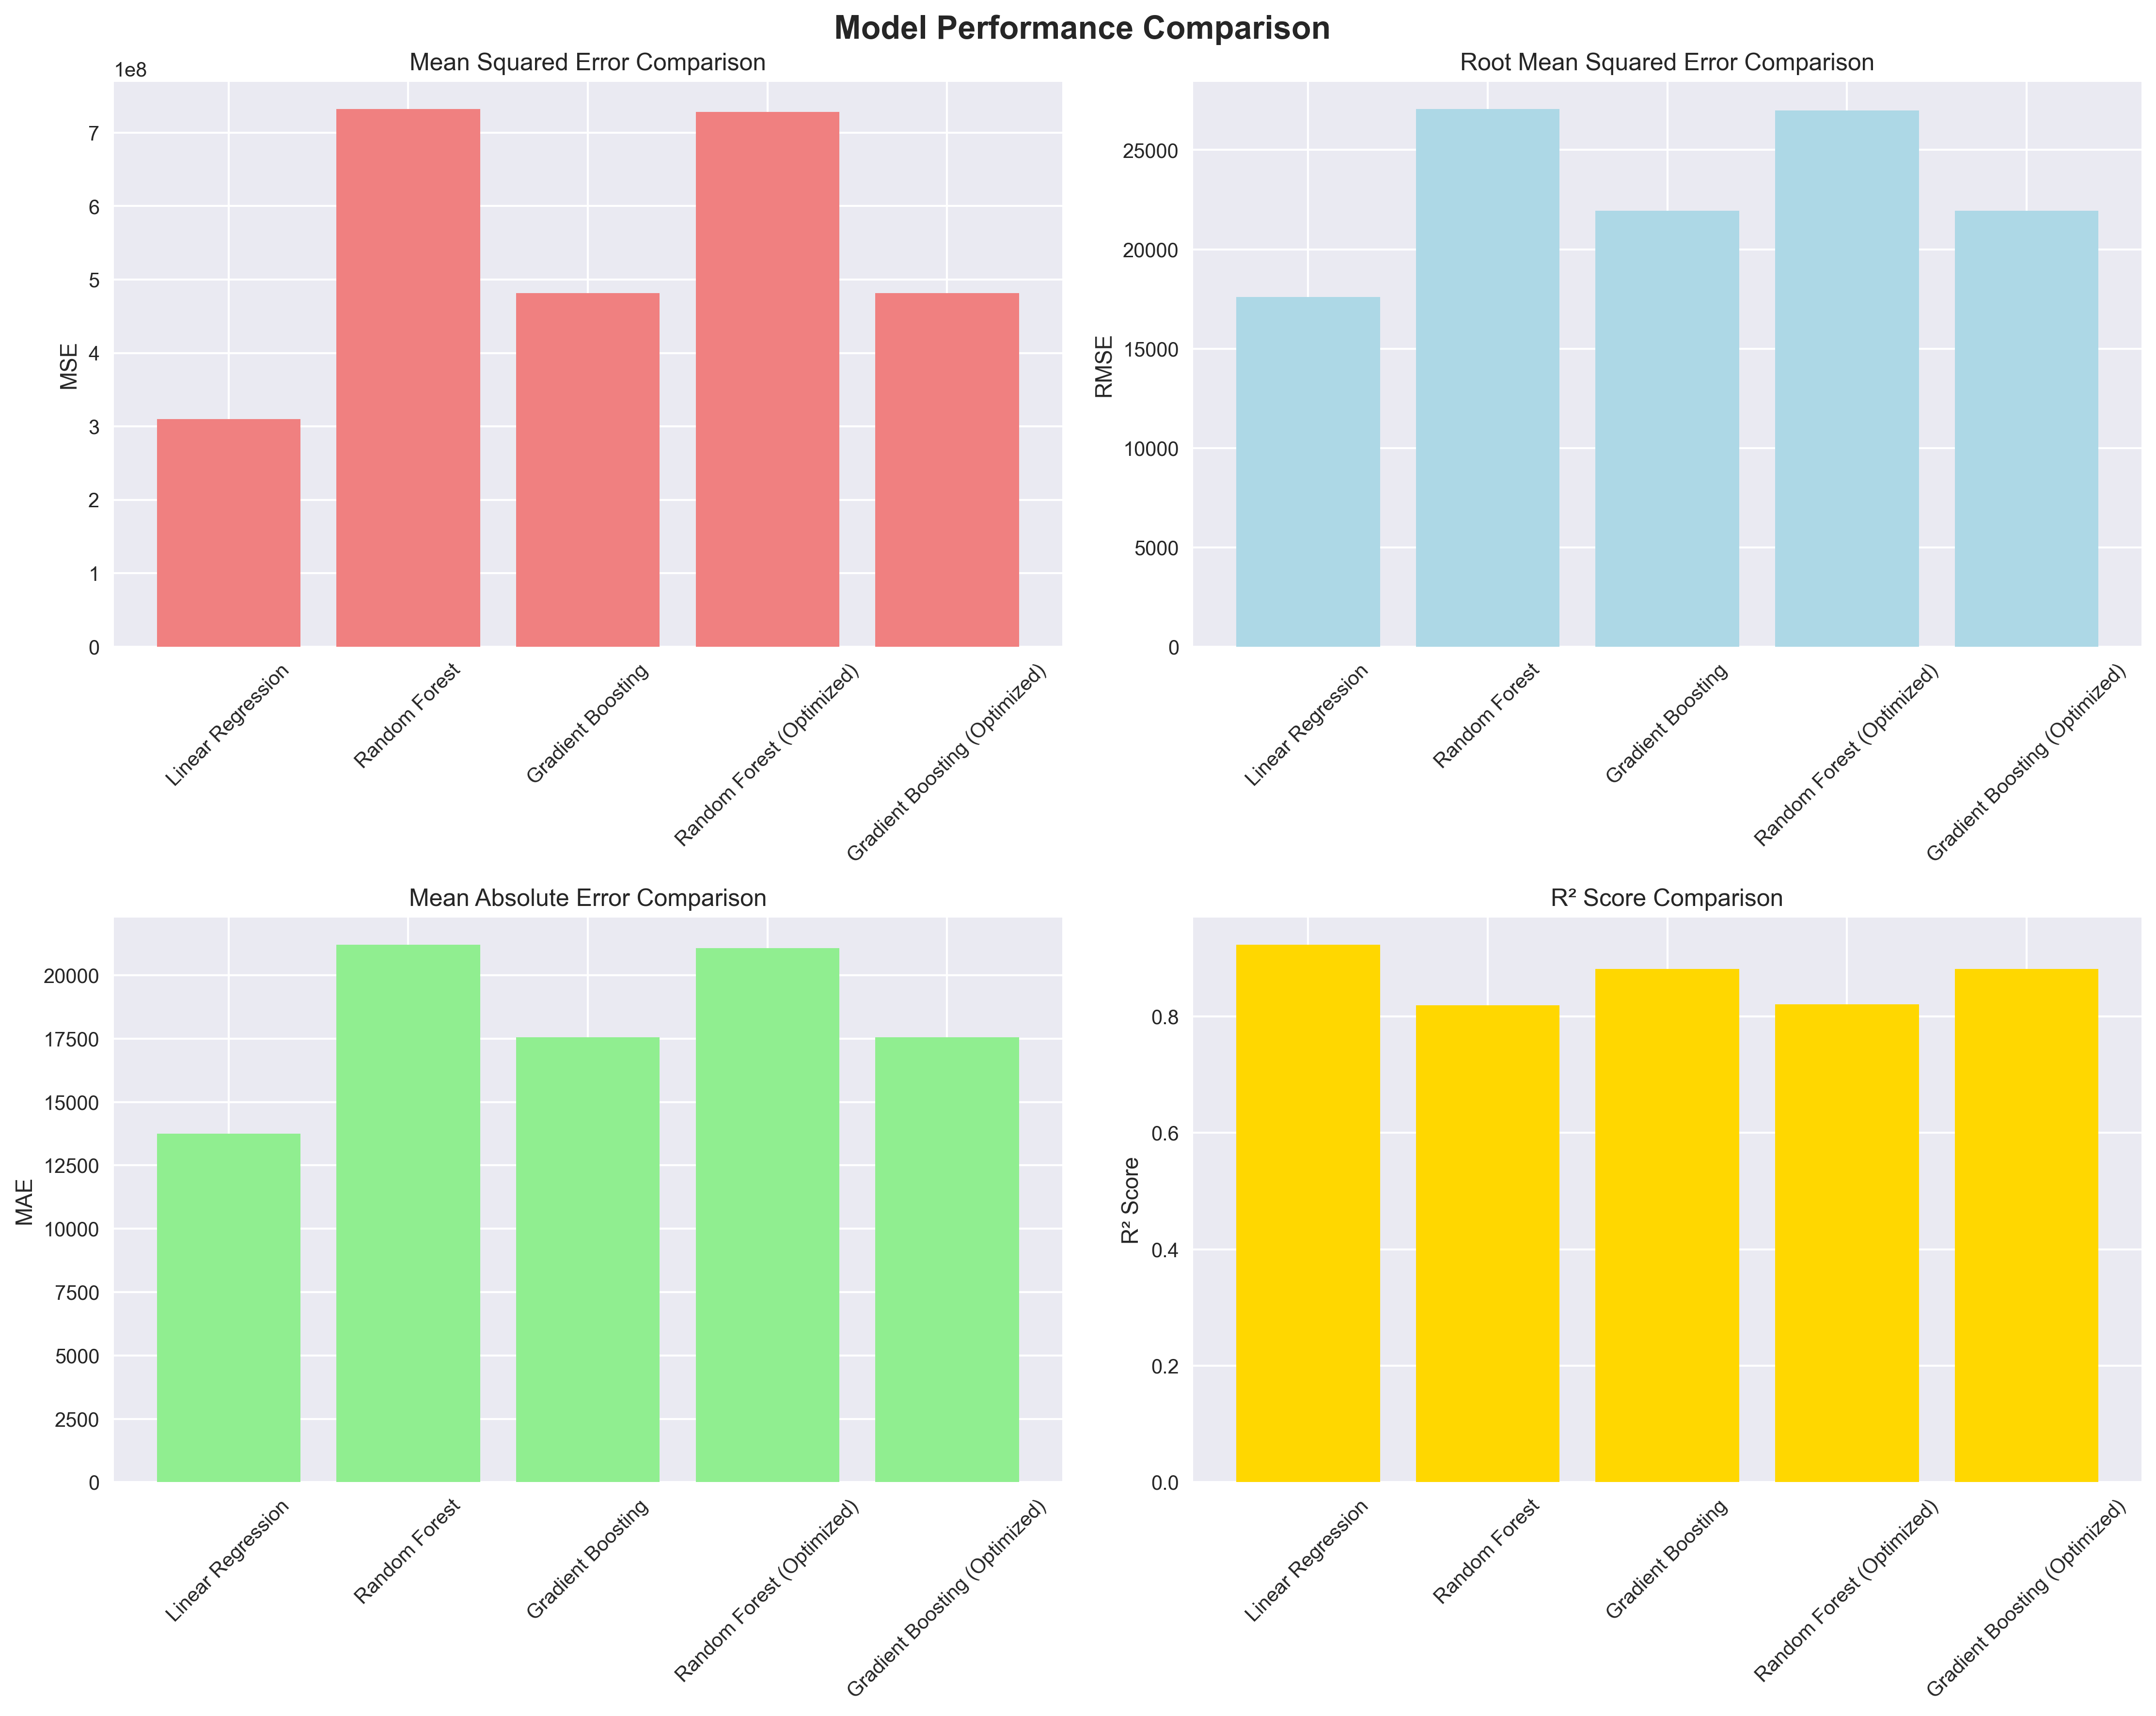 Model Performance Comparison
Mean Squared Error Comparison
1e8
MSE
7
6
5
4
3
2
1
0
Linear Regression
Random Forest
Gradient Boosting
Random Forest (Optimized)
Gradient Boosting (Optimized)
Root Mean Squared Error Comparison
RMSE
25000
20000
15000
10000
5000
0
Linear Regression
Random Forest
Gradient Boosting
Random Forest (Optimized)
Gradient Boosting (Optimized)
Mean Absolute Error Comparison
MAE
20000
17500
15000
12500
10000
7500
5000
2500
0
Linear Regression
Random Forest
Gradient Boosting
Random Forest (Optimized)
Gradient Boosting (Optimized)
R² Score Comparison
R² Score
0.8
0.6
0.4
0.2
0.0
Linear Regression
Random Forest
Gradient Boosting
Random Forest (Optimized)
Gradient Boosting (Optimized)